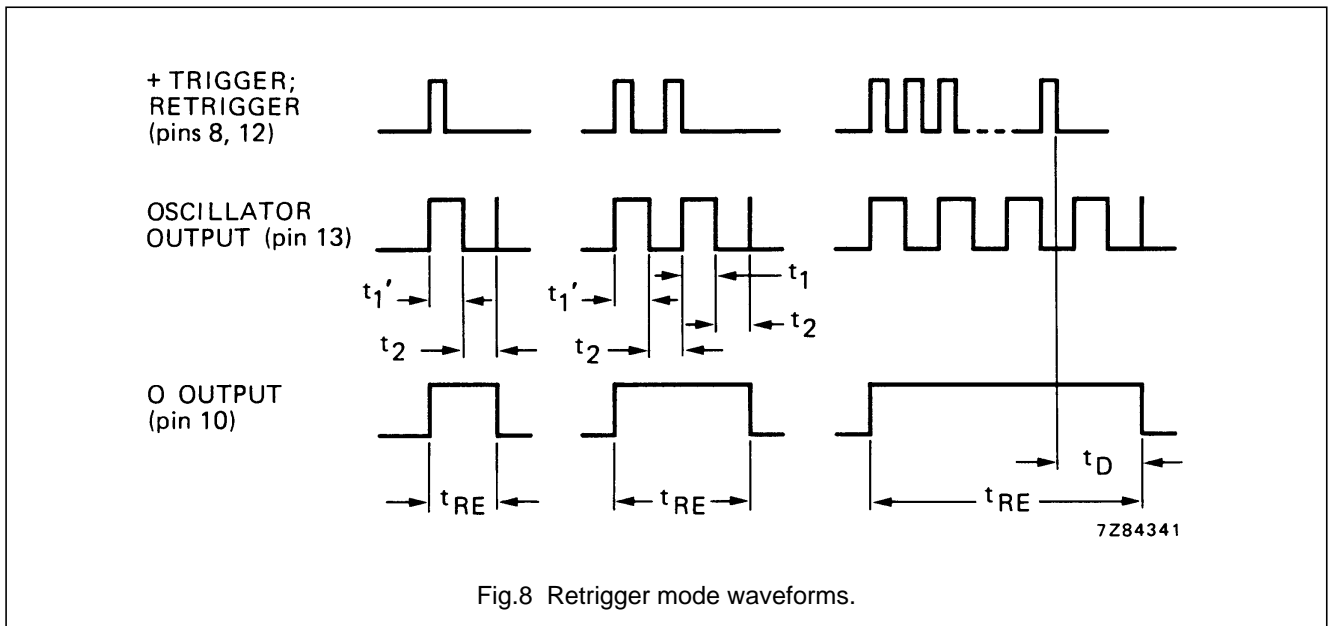 + TRIGGER;
RETRIGGER
(pins 8, 12)
OSCILLATOR
OUTPUT (pin 13)
t1'
t2
t1'
t2
t1
t2
O OUTPUT
(pin 10)
tRE
tRE
tD
tRE
7Z84341
Fig.8 Retrigger mode waveforms.